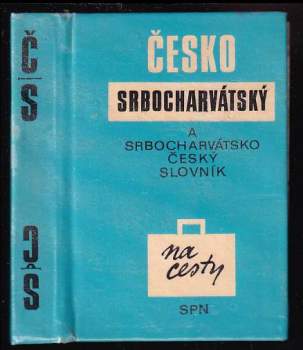 Č
S
J
S
ČESKO
SRBOCHARVÁTSKÝ
A
SRBOCHARVÁTSKO
ČESKÝ
SLOVNÍK
na
cesty
SPN